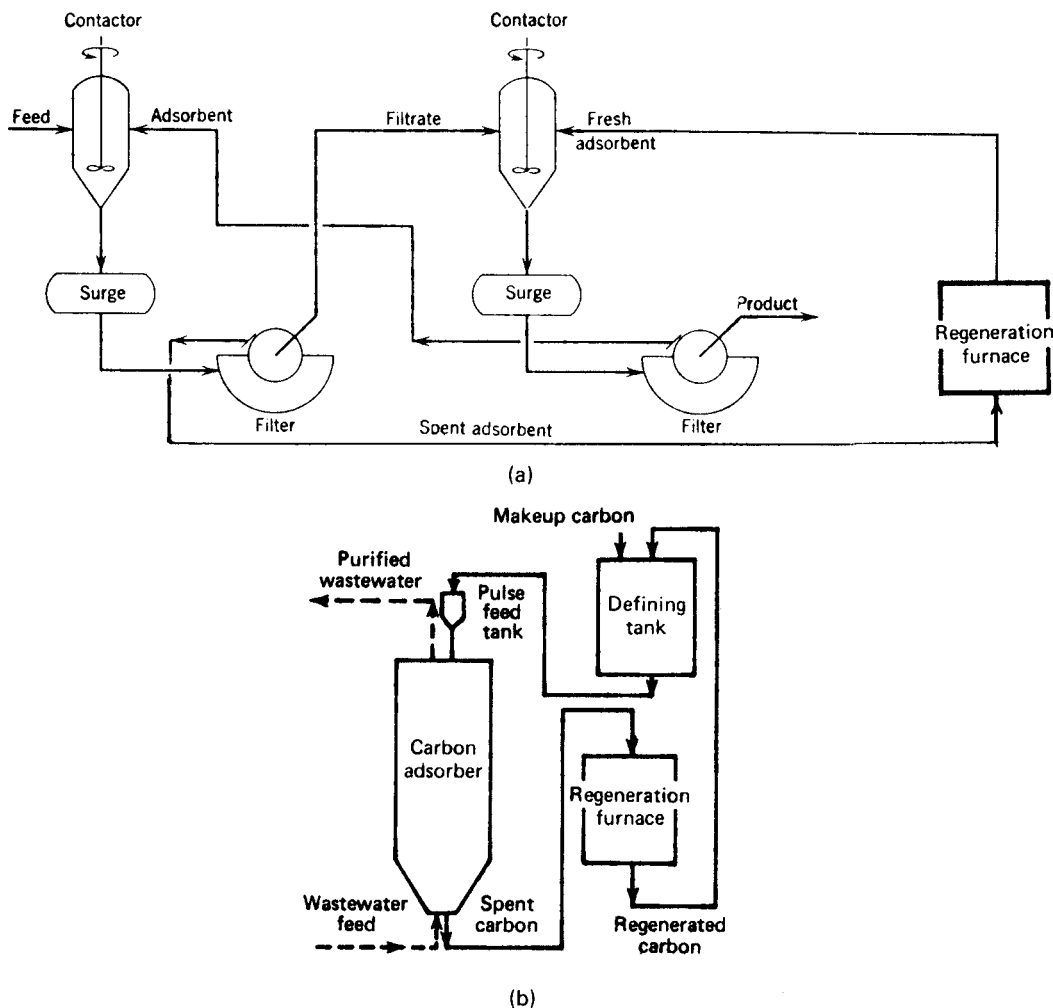 Contactor
Contactor
Feed
Adsorbent
Filtrate
Fresh
adsorbent
Surge
Surge
Product
Regeneration
furnace
Filter
Filter
Spent adsorbent
(a)
Makeup carbon
Purified
wastewater
Pulse
feed
tank
Defining
tank
Carbon
adsorber
Regeneration
furnace
Wastewater
feed
Spent
carbon
Regenerated
carbon
(b)